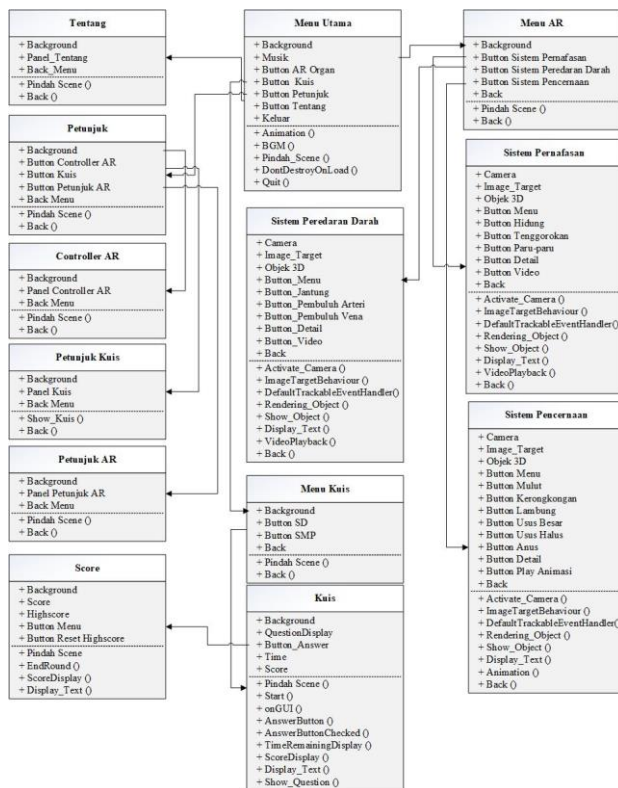 Tentang
+ Background
+ Panel_Tentang
+ Back_Menu
+ Pindah Scene ()
+ Back ()
Petunjuk
+ Background
+ Button Controller AR
+ Button Kuis
+ Button Petunjuk AR
+ Back Menu
+ Pindah Scene ()
+ Back ()
Controller AR
+ Background
+ Panel Controller AR
+ Back Menu
+ Pindah Scene ()
+ Back ()
Petunjuk Kuis
+ Background
+ Panel Kuis
+ Back Menu
+ Show_Kuis ()
+ Back ()
Petunjuk AR
+ Background
+ Panel Petunjuk AR
+ Back Menu
+ Pindah Scene ()
+ Back ()
Score
+ Background
+ Score
+ Highscore
+ Button Menu
+ Button Reset Highscore
+ Pindah Scene
+ EndRound ()
+ ScoreDisplay ()
+ Display_Text ()
Menu Utama
+ Background
+ Musik
+ Button AR Organ
+ Button Kuis
+ Button Petunjuk
+ Button Tentang
+ Keluar
+ Animation ()
+ BGM ()
+ Pindah_Scene ()
+ DontDestroyOnLoad ()
+ Quit ()
Sistem Peredaran Darah
+ Camera
+ Image_Target
+ Objek 3D
+ Button_Menu
+ Button_Jantung
+ Button_Pembuluh Arteri
+ Button_Pembuluh Vena
+ Button_Detail
+ Button_Video
+ Back
+ Activate_Camera ()
+ ImageTargetBehaviour ()
+ DefaultTrackableEventHandler()
+ Rendering_Object ()
+ Show_Object ()
+ Display_Text ()
+ VideoPlayback ()
+ Back ()
Menu Kuis
+ Background
+ Button SD
+ Button SMP
+ Back
+ Pindah Scene ()
+ Back ()
Kuis
+ Background
+ QuestionDisplay
+ Button_Answer
+ Time
+ Score
+ Pindah Scene ()
+ Start ()
+ onGUI ()
+ AnswerButton ()
+ AnswerButtonChecked ()
+ TimeRemainingDisplay ()
+ ScoreDisplay ()
+ Display_Text ()
+ Show_Question ()
Menu AR
+ Background
+ Button Sistem Pernafasan
+ Button Sistem Peredaran Darah
+ Button Sistem Pencernaan
+ Back
+ Pindah Scene ()
+ Back ()
Sistem Pernafasan
+ Camera
+ Image_Target
+ Objek 3D
+ Button Menu
+ Button Hidung
+ Button Tenggorokan
+ Button Paru-paru
+ Button Detail
+ Button Video
+ Back
+ Activate_Camera ()
+ ImageTargetBehaviour ()
+ DefaultTrackableEventHandler()
+ Rendering_Object ()
+ Show_Object ()
+ Display_Text ()
+ VideoPlayback ()
+ Back ()
Sistem Pencernaan
+ Camera
+ Image_Target
+ Objek 3D
+ Button Menu
+ Button Mulut
+ Button Kerongkongan
+ Button Lambung
+ Button Usus Besar
+ Button Usus Halus
+ Button Anus
+ Button Detail
+ Button Play Animasi
+ Back
+ Activate_Camera ()
+ ImageTargetBehaviour ()
+ DefaultTrackableEventHandler()
+ Rendering_Object ()
+ Show_Object ()
+ Display_Text ()
+ Animation ()
+ Back ()